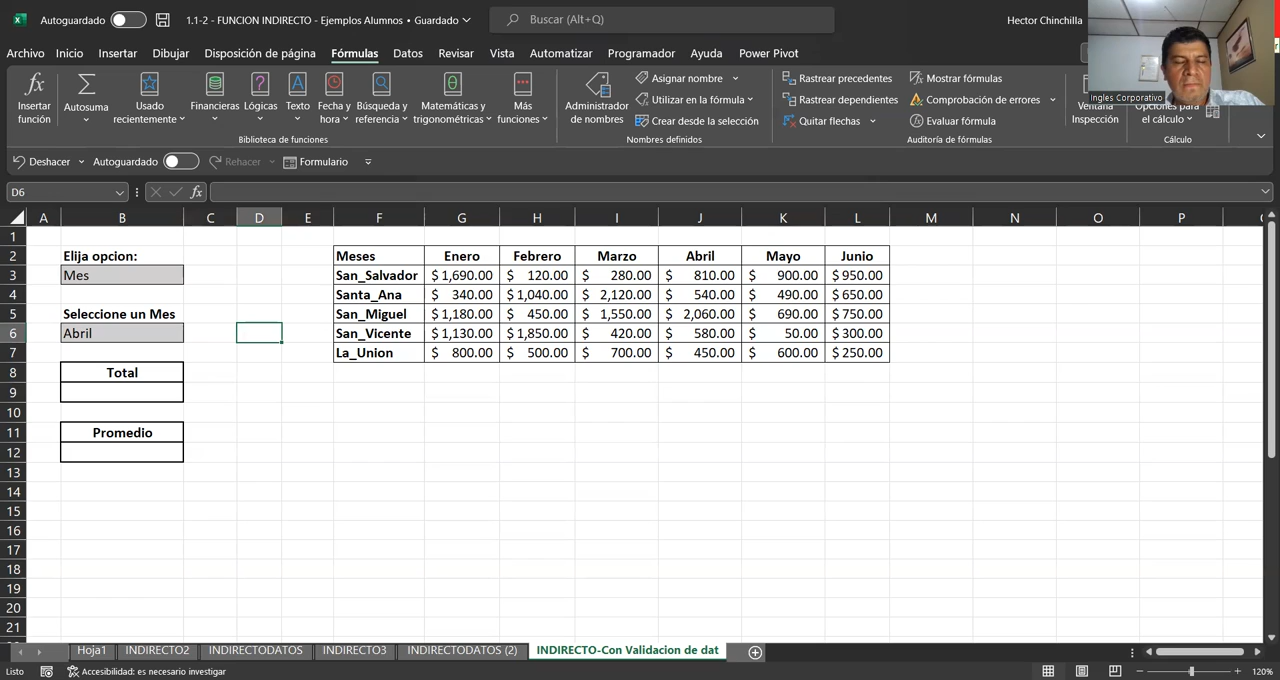 Autoguardado
1.1-2 - FUNCION INDIRECTO - Ejemplos Alumnos • Guardado
Buscar (Alt+Q)
Hector Chinchilla
Archivo Inicio Insertar Dibujar Disposición de página Fórmulas Datos Revisar Vista Automatizar Programador Ayuda Power Pivot
Insertar función
Autosuma
Usado recientemente
Financieras
Lógicas
Texto
Fecha y hora
Búsqueda y referencia
Matemáticas y trigonométricas
Más funciones
Biblioteca de funciones
Administrador de nombres
Asignar nombre
Utilizar en la fórmula
Crear desde la selección
Nombres definidos
Rastrear precedentes
Rastrear dependientes
Quitar flechas
Mostrar fórmulas
Comprobación de errores
Evaluar fórmula
Auditoría de fórmulas
Ventana Inspección
Opciones para el cálculo
Cálculo
Ingles Corporativo
Deshacer Autoguardado Rehacer Formulario
D6
fx
A B C D E F G H I J K L M N O P
1
2 Elija opcion: Meses Enero Febrero Marzo Abril Mayo Junio
3 Mes San_Salvador $ 1,690.00 $ 120.00 $ 280.00 $ 810.00 $ 900.00 $ 950.00
4 Santa_Ana $ 340.00 $ 1,040.00 $ 2,120.00 $ 540.00 $ 490.00 $ 650.00
5 Seleccione un Mes San_Miguel $ 1,180.00 $ 450.00 $ 1,550.00 $ 2,060.00 $ 690.00 $ 750.00
6 Abril San_Vicente $ 1,130.00 $ 1,850.00 $ 420.00 $ 580.00 $ 50.00 $ 300.00
7 La_Union $ 800.00 $ 500.00 $ 700.00 $ 450.00 $ 600.00 $ 250.00
8 Total
9
10
11 Promedio
12
13
14
15
16
17
18
19
20
21
Hoja1 INDIRECTO2 INDIRECTODATOS INDIRECTO3 INDIRECTODATOS (2) INDIRECTO-Con Validacion de dat
Listo Accesibilidad: es necesario investigar 120%